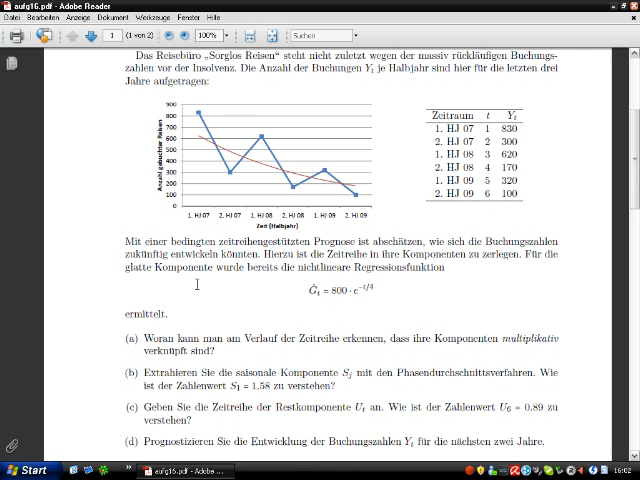 aufg16.pdf - Adobe Reader
Datei Bearbeiten Anzeige Dokument Werkzeuge Fenster Hilfe
1 (1 von 2) 100% Suchen
Das Reisebüro „Sorglos Reisen“ steht nicht zuletzt wegen der massiv rückläufigen Buchungs-
zahlen vor der Insolvenz. Die Anzahl der Buchungen Yt je Halbjahr sind hier für die letzten drei
Jahre aufgetragen:
Anzahl gebuchter Reisen
900
800
700
600
500
400
300
200
100
0
1. HJ 07 2. HJ 07 1. HJ 08 2. HJ 08 1. HJ 09 2. HJ 09
Zeit (Halbjahr)
Zeitraum t Yt
1. HJ 07 1 830
2. HJ 07 2 300
1. HJ 08 3 620
2. HJ 08 4 170
1. HJ 09 5 320
2. HJ 09 6 100
Mit einer bedingten zeitreihengestützten Prognose ist abschätzen, wie sich die Buchungszahlen
zukünftig entwickeln könnten. Hierzu ist die Zeitreihe in ihre Komponenten zu zerlegen. Für die
glatte Komponente wurde bereits die nichtlineare Regressionsfunktion
Ĝt = 800 · e^−t/4
ermittelt.
(a) Woran kann man am Verlauf der Zeitreihe erkennen, dass ihre Komponenten multiplikativ
verknüpft sind?
(b) Extrahieren Sie die saisonale Komponente Sj mit den Phasendurchschnittsverfahren. Wie
ist der Zahlenwert S1 = 1.58 zu verstehen?
(c) Geben Sie die Zeitreihe der Restkomponente Ut an. Wie ist der Zahlenwert U6 = 0.89 zu
verstehen?
(d) Prognostizieren Sie die Entwicklung der Buchungszahlen Yt für die nächsten zwei Jahre.
Start » aufg16.pdf - Adobe ... 16:02